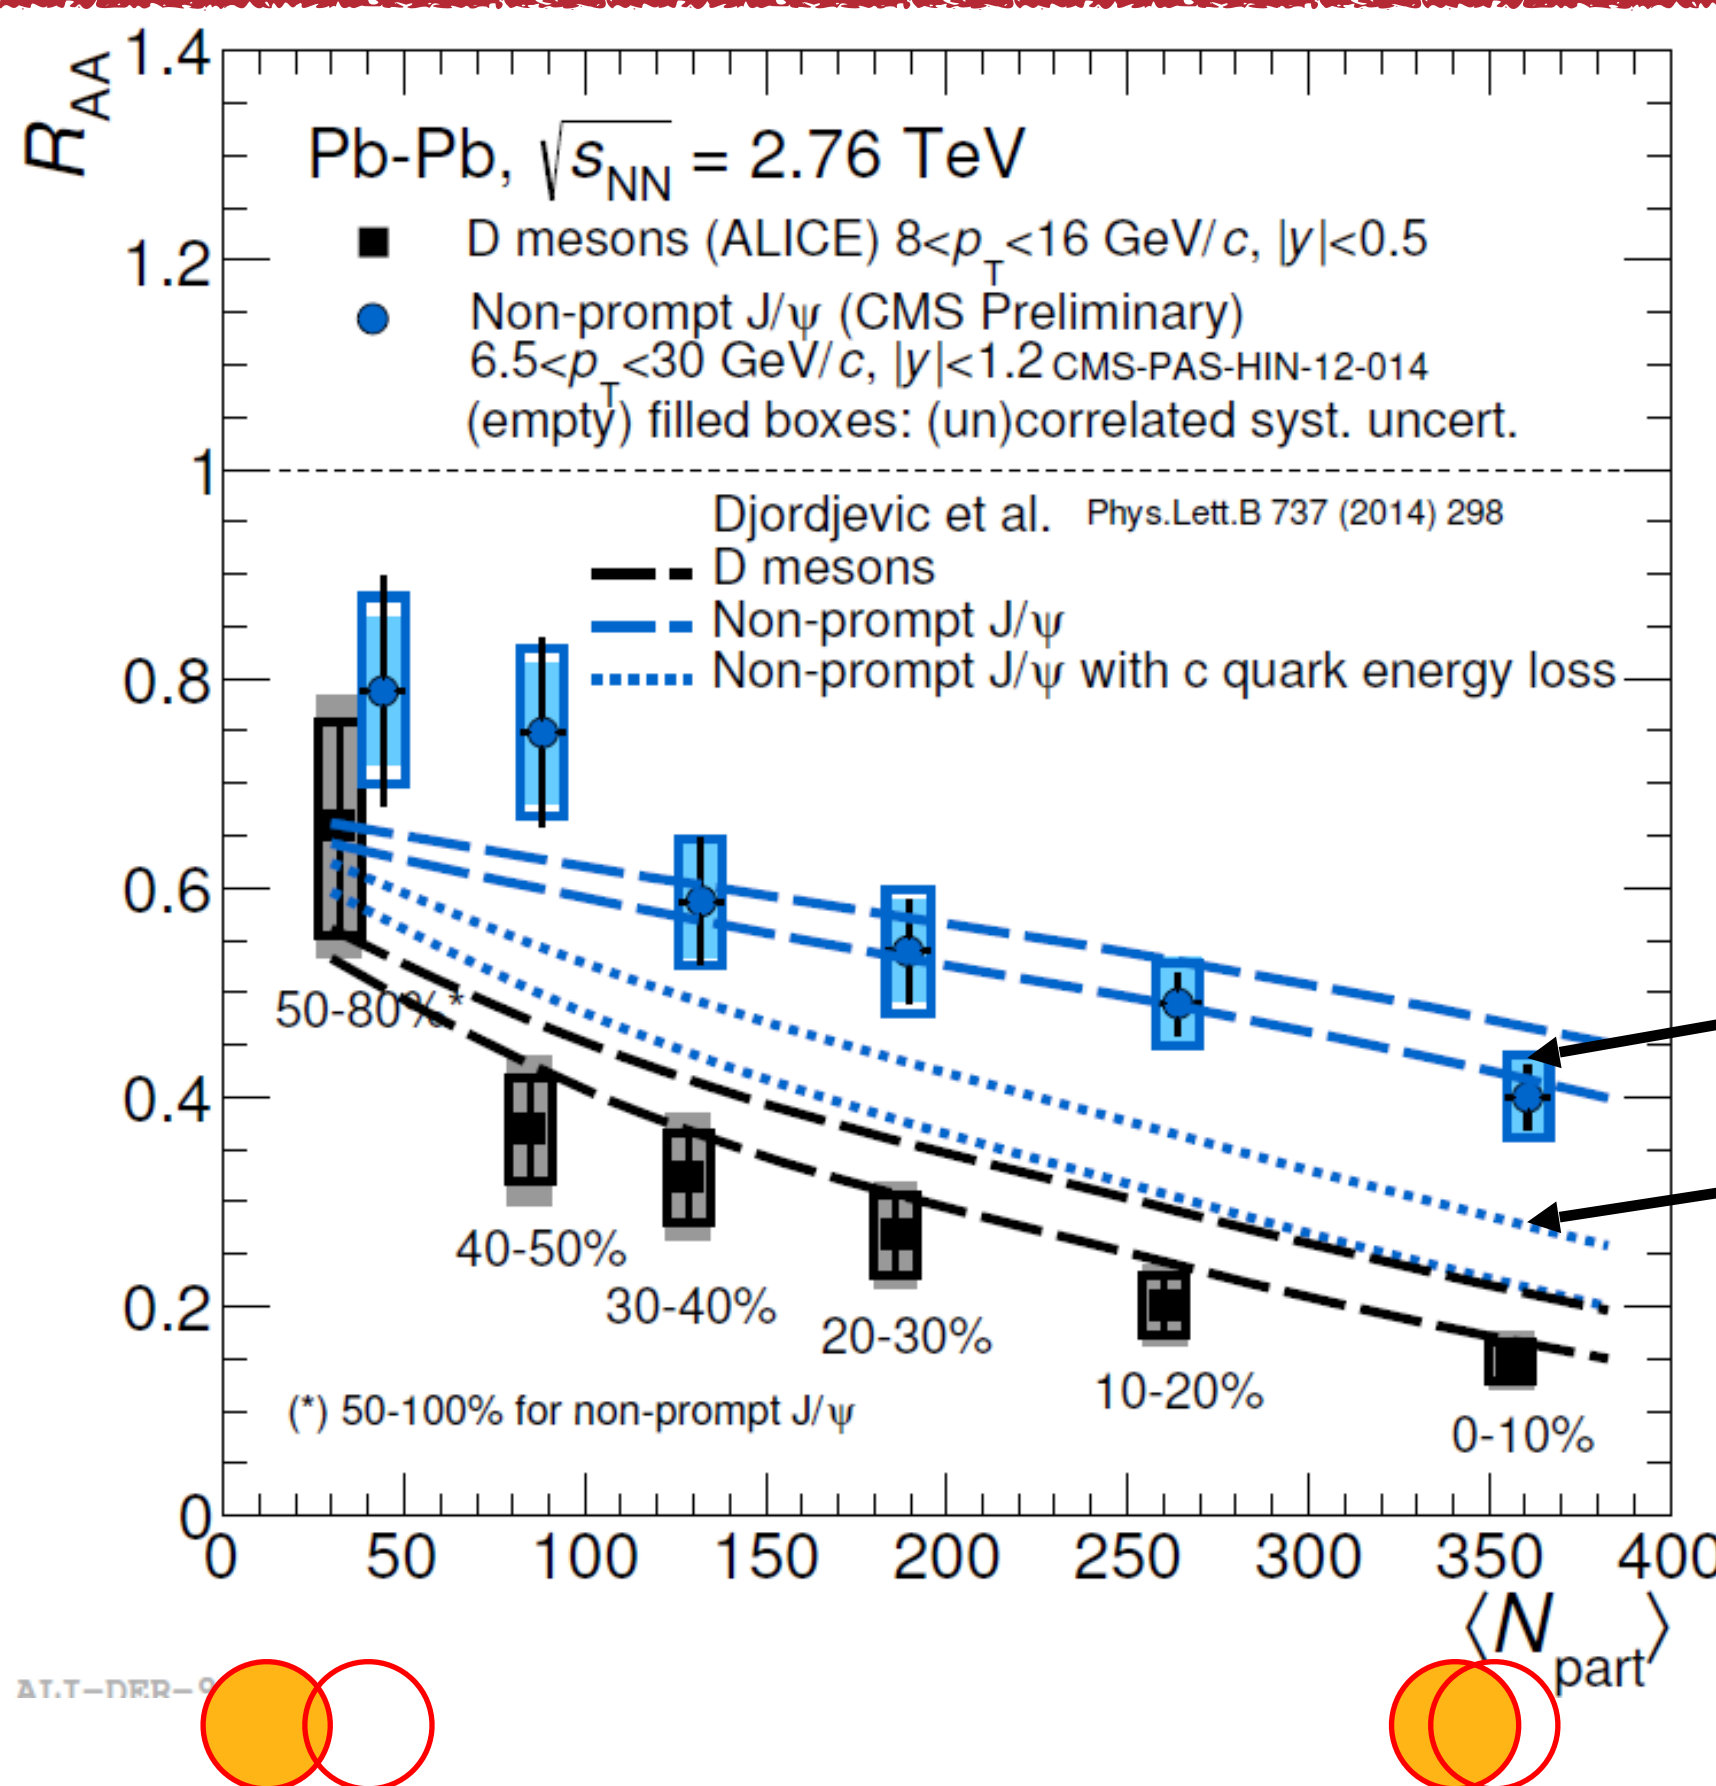 R_AA
1.4
Pb-Pb, √s_NN = 2.76 TeV
D mesons (ALICE) 8<p_T<16 GeV/c, |y|<0.5
1.2
Non-prompt J/ψ (CMS Preliminary)
6.5<p_T<30 GeV/c, |y|<1.2 CMS-PAS-HIN-12-014
(empty) filled boxes: (un)correlated syst. uncert.
1
Djordjevic et al. Phys.Lett.B 737 (2014) 298
D mesons
Non-prompt J/ψ
Non-prompt J/ψ with c quark energy loss
0.8
0.6
50-80%*
0.4
40-50%
30-40%
0.2
20-30%
10-20%
(*) 50-100% for non-prompt J/ψ
0-10%
0
0 50 100 150 200 250 300 350 400
⟨N_part⟩
ALI-DER-9